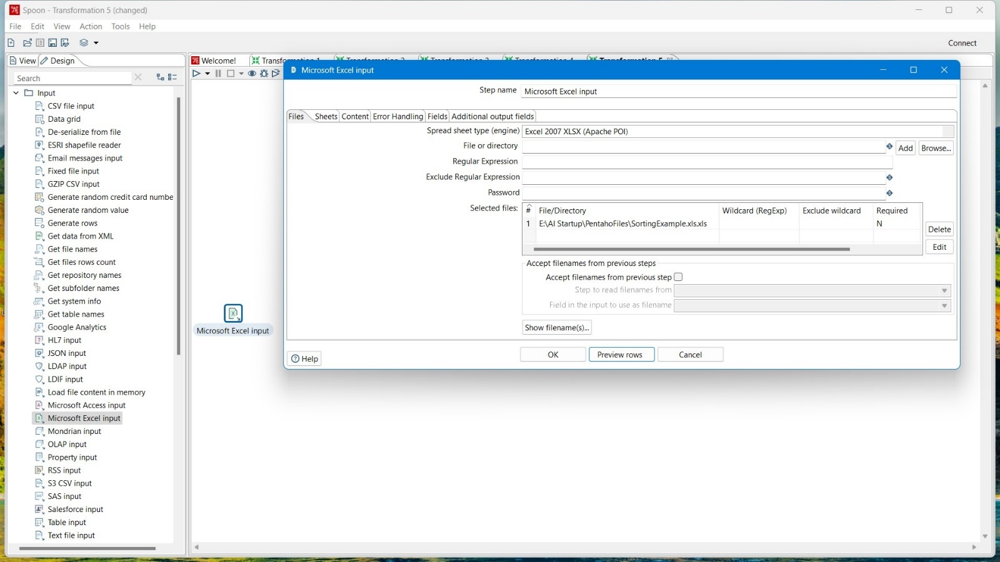 Spoon - Transformation 5 (changed)
File Edit View Action Tools Help
Connect
View Design
Search
Input
CSV file input
Data grid
De-serialize from file
ESRI shapefile reader
Email messages input
Fixed file input
GZIP CSV input
Generate random credit card numbe
Generate random value
Generate rows
Get data from XML
Get file names
Get files rows count
Get repository names
Get subfolder names
Get system info
Get table names
Google Analytics
HL7 input
JSON input
LDAP input
LDIF input
Load file content in memory
Microsoft Access input
Microsoft Excel input
Mondrian input
OLAP input
Property input
RSS input
S3 CSV input
SAS input
Salesforce input
Table input
Text file input
Welcome! Transformation 1 Transformation 2 Transformation 3 Transformation 4 Transformation 5
Microsoft Excel input
Microsoft Excel input
Step name Microsoft Excel input
Files Sheets Content Error Handling Fields Additional output fields
Spread sheet type (engine) Excel 2007 XLSX (Apache POI)
File or directory Add Browse...
Regular Expression
Exclude Regular Expression
Password
Selected files: # File/Directory Wildcard (RegExp) Exclude wildcard Required
1 E:\AI Startup\PentahoFiles\SortingExample.xls.xls N
Delete
Edit
Accept filenames from previous steps
Accept filenames from previous step
Step to read filenames from
Field in the input to use as filename
Show filename(s)...
Help OK Preview rows Cancel